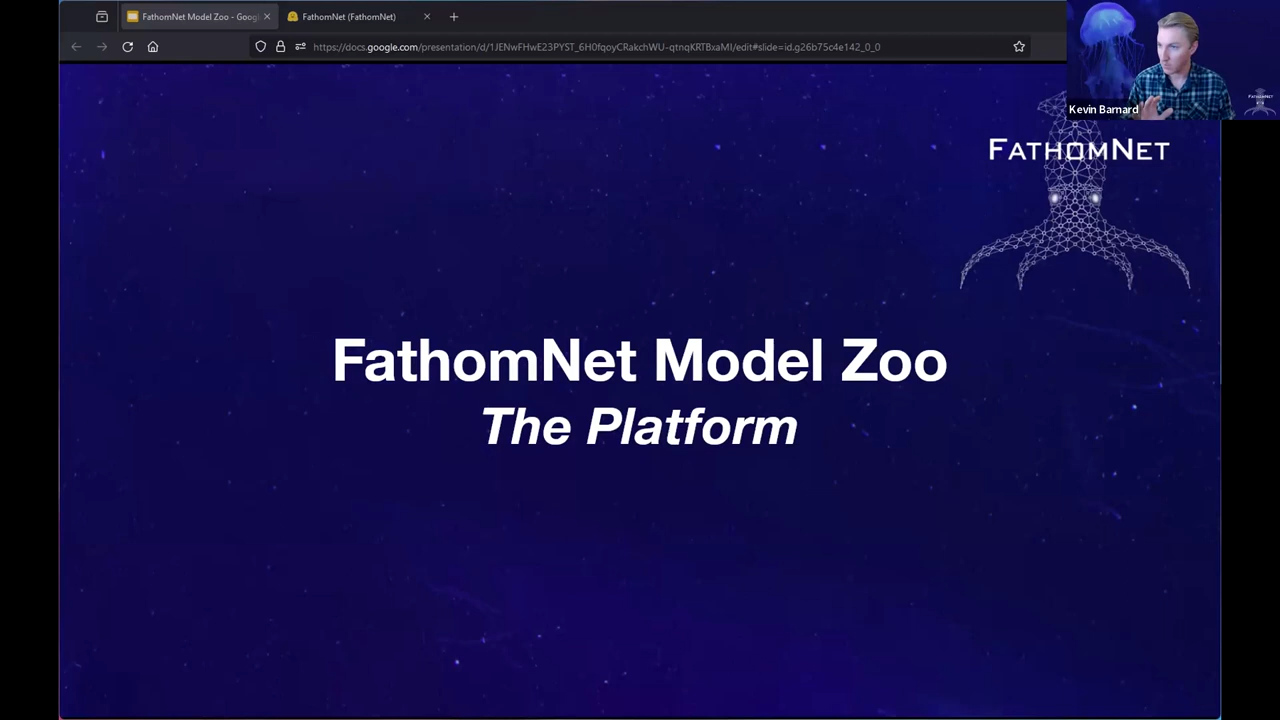 FathomNet Model Zoo - Goog
FathomNet (FathomNet)
https://docs.google.com/presentation/d/1JENwFHwE23PYST_6H0fqoyCRakchWU-qtnqKRTBxaMI/edit#slide=id.g26b75c4e142_0_0
Kevin Barnard
FATHOMNET
FATHOMNET
FathomNet Model Zoo
The Platform